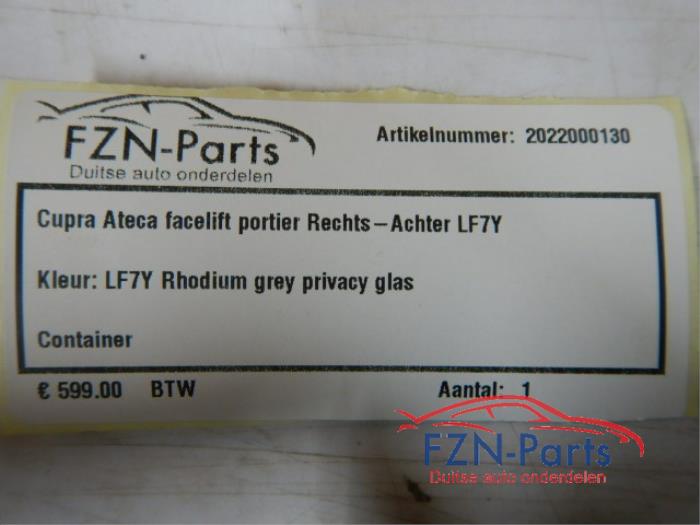 FZN-Parts
Duitse auto onderdelen
Artikelnummer: 2022000130
Cupra Ateca facelift portier Rechts-Achter LF7Y
Kleur: LF7Y Rhodium grey privacy glas
Container
€ 599.00 BTW Aantal: 1
FZN-Parts
Duitse auto onderdelen